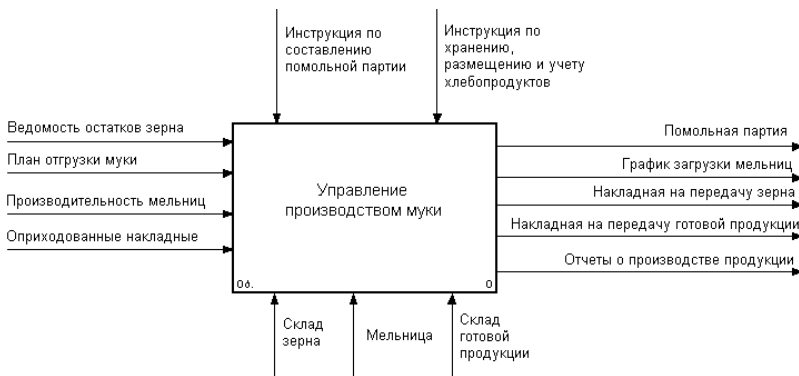 Инструкция по
составлению
помольной партии
Инструкция по
хранению,
размещению и учету
хлебопродуктов
Ведомость остатков зерна
План отгрузки муки
Производительность мельниц
Оприходованные накладные
Управление
производством муки
0д.
0
Помольная партия
График загрузки мельниц
Накладная на передачу зерна
Накладная на передачу готовой продукции
Отчеты о производстве продукции
Склад
зерна
Мельница
Склад
готовой
продукции